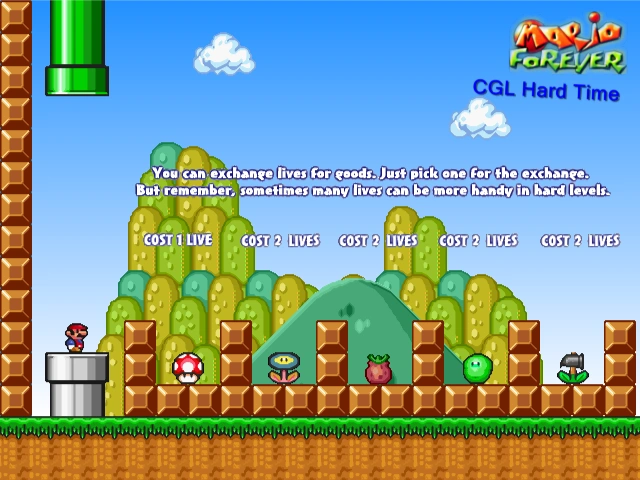 MARIO
FOREVER
CGL Hard Time
You can exchange lives for goods. Just pick one for the exchange.
But remember, sometimes many lives can be more handy in hard levels.
COST 1 LIVE COST 2 LIVES COST 2 LIVES COST 2 LIVES COST 2 LIVES